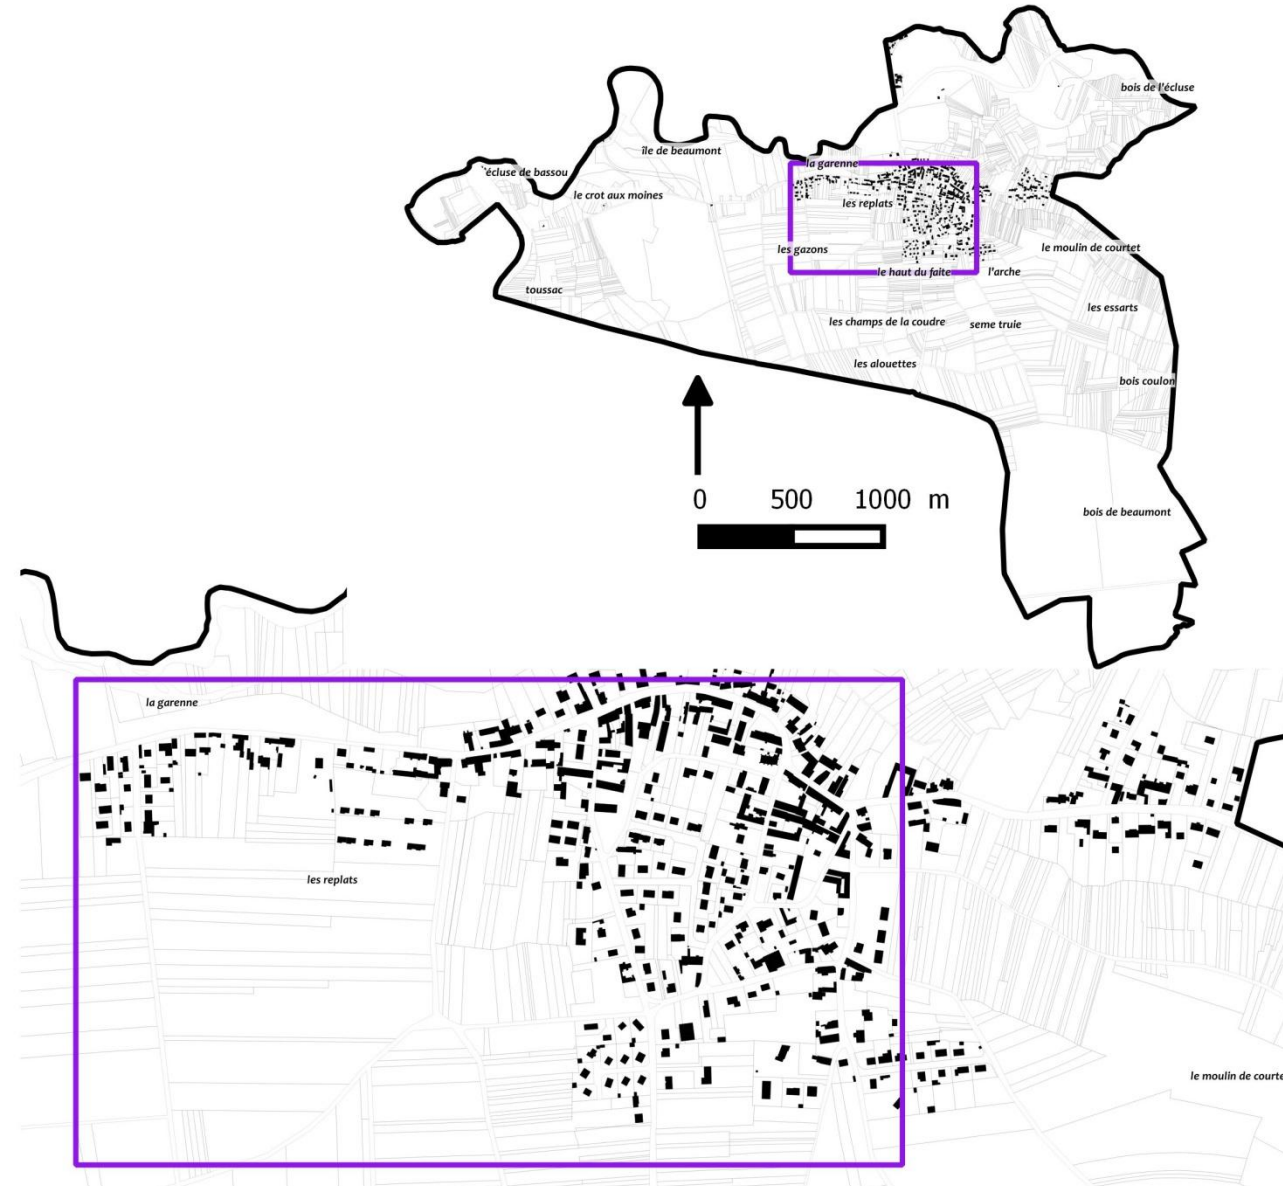 bois de l'écluse
île de beaumont
la garenne
écluse de bassou
le crot aux moines
les replats
les gazons
le moulin de courtet
le haut du faite
l'arche
toussac
les essarts
les champs de la coudre
seme truie
les alouettes
bois coulon
0 500 1000 m
bois de beaumont
la garenne
les replats
le moulin de courte